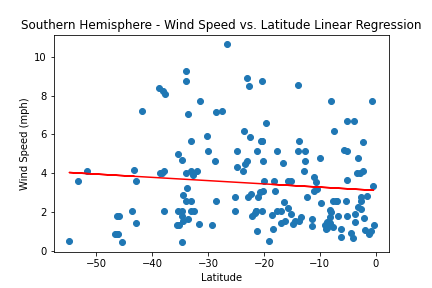 Southern Hemisphere - Wind Speed vs. Latitude Linear Regression
10
8
6
4
2
0
Wind Speed (mph)
−50 −40 −30 −20 −10 0
Latitude